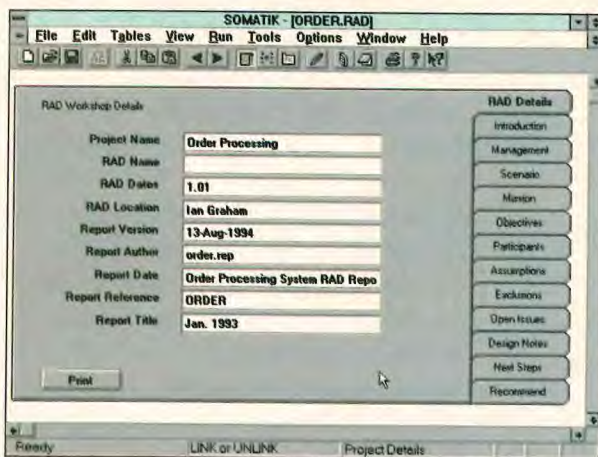 SOMATIK - [ORDER.RAD]
File Edit Tables View Run Tools Options Window Help
RAD Workshop Details
Project Name Order Processing
RAD Name
RAD Dates 1.01
RAD Location Ian Graham
Report Version 13-Aug-1994
Report Author order.rep
Report Date Order Processing System RAD Repo
Report Reference ORDER
Report Title Jan. 1993
Print
RAD Details
Introduction
Management
Scenario
Mission
Objectives
Participants
Assumptions
Exclusions
Open Issues
Design Notes
Next Steps
Recommend
Ready LINK or UNLINK Project Details